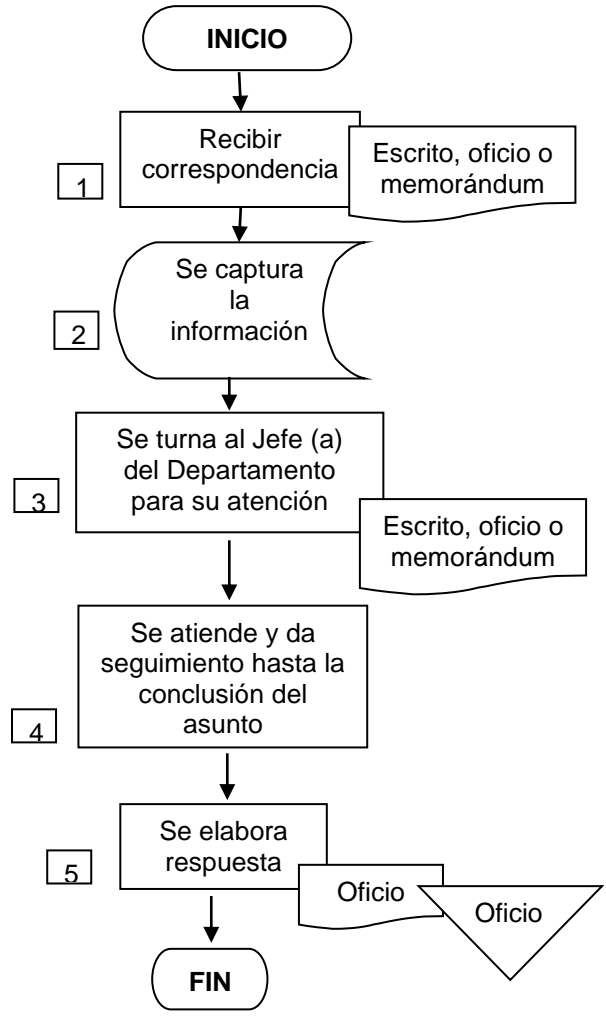 INICIO
Recibir
correspondencia
Escrito, oficio o
memorándum
1
Se captura
la
información
2
Se turna al Jefe (a)
del Departamento
para su atención
3
Escrito, oficio o
memorándum
Se atiende y da
seguimiento hasta la
conclusión del
asunto
4
Se elabora
respuesta
5
Oficio
Oficio
FIN